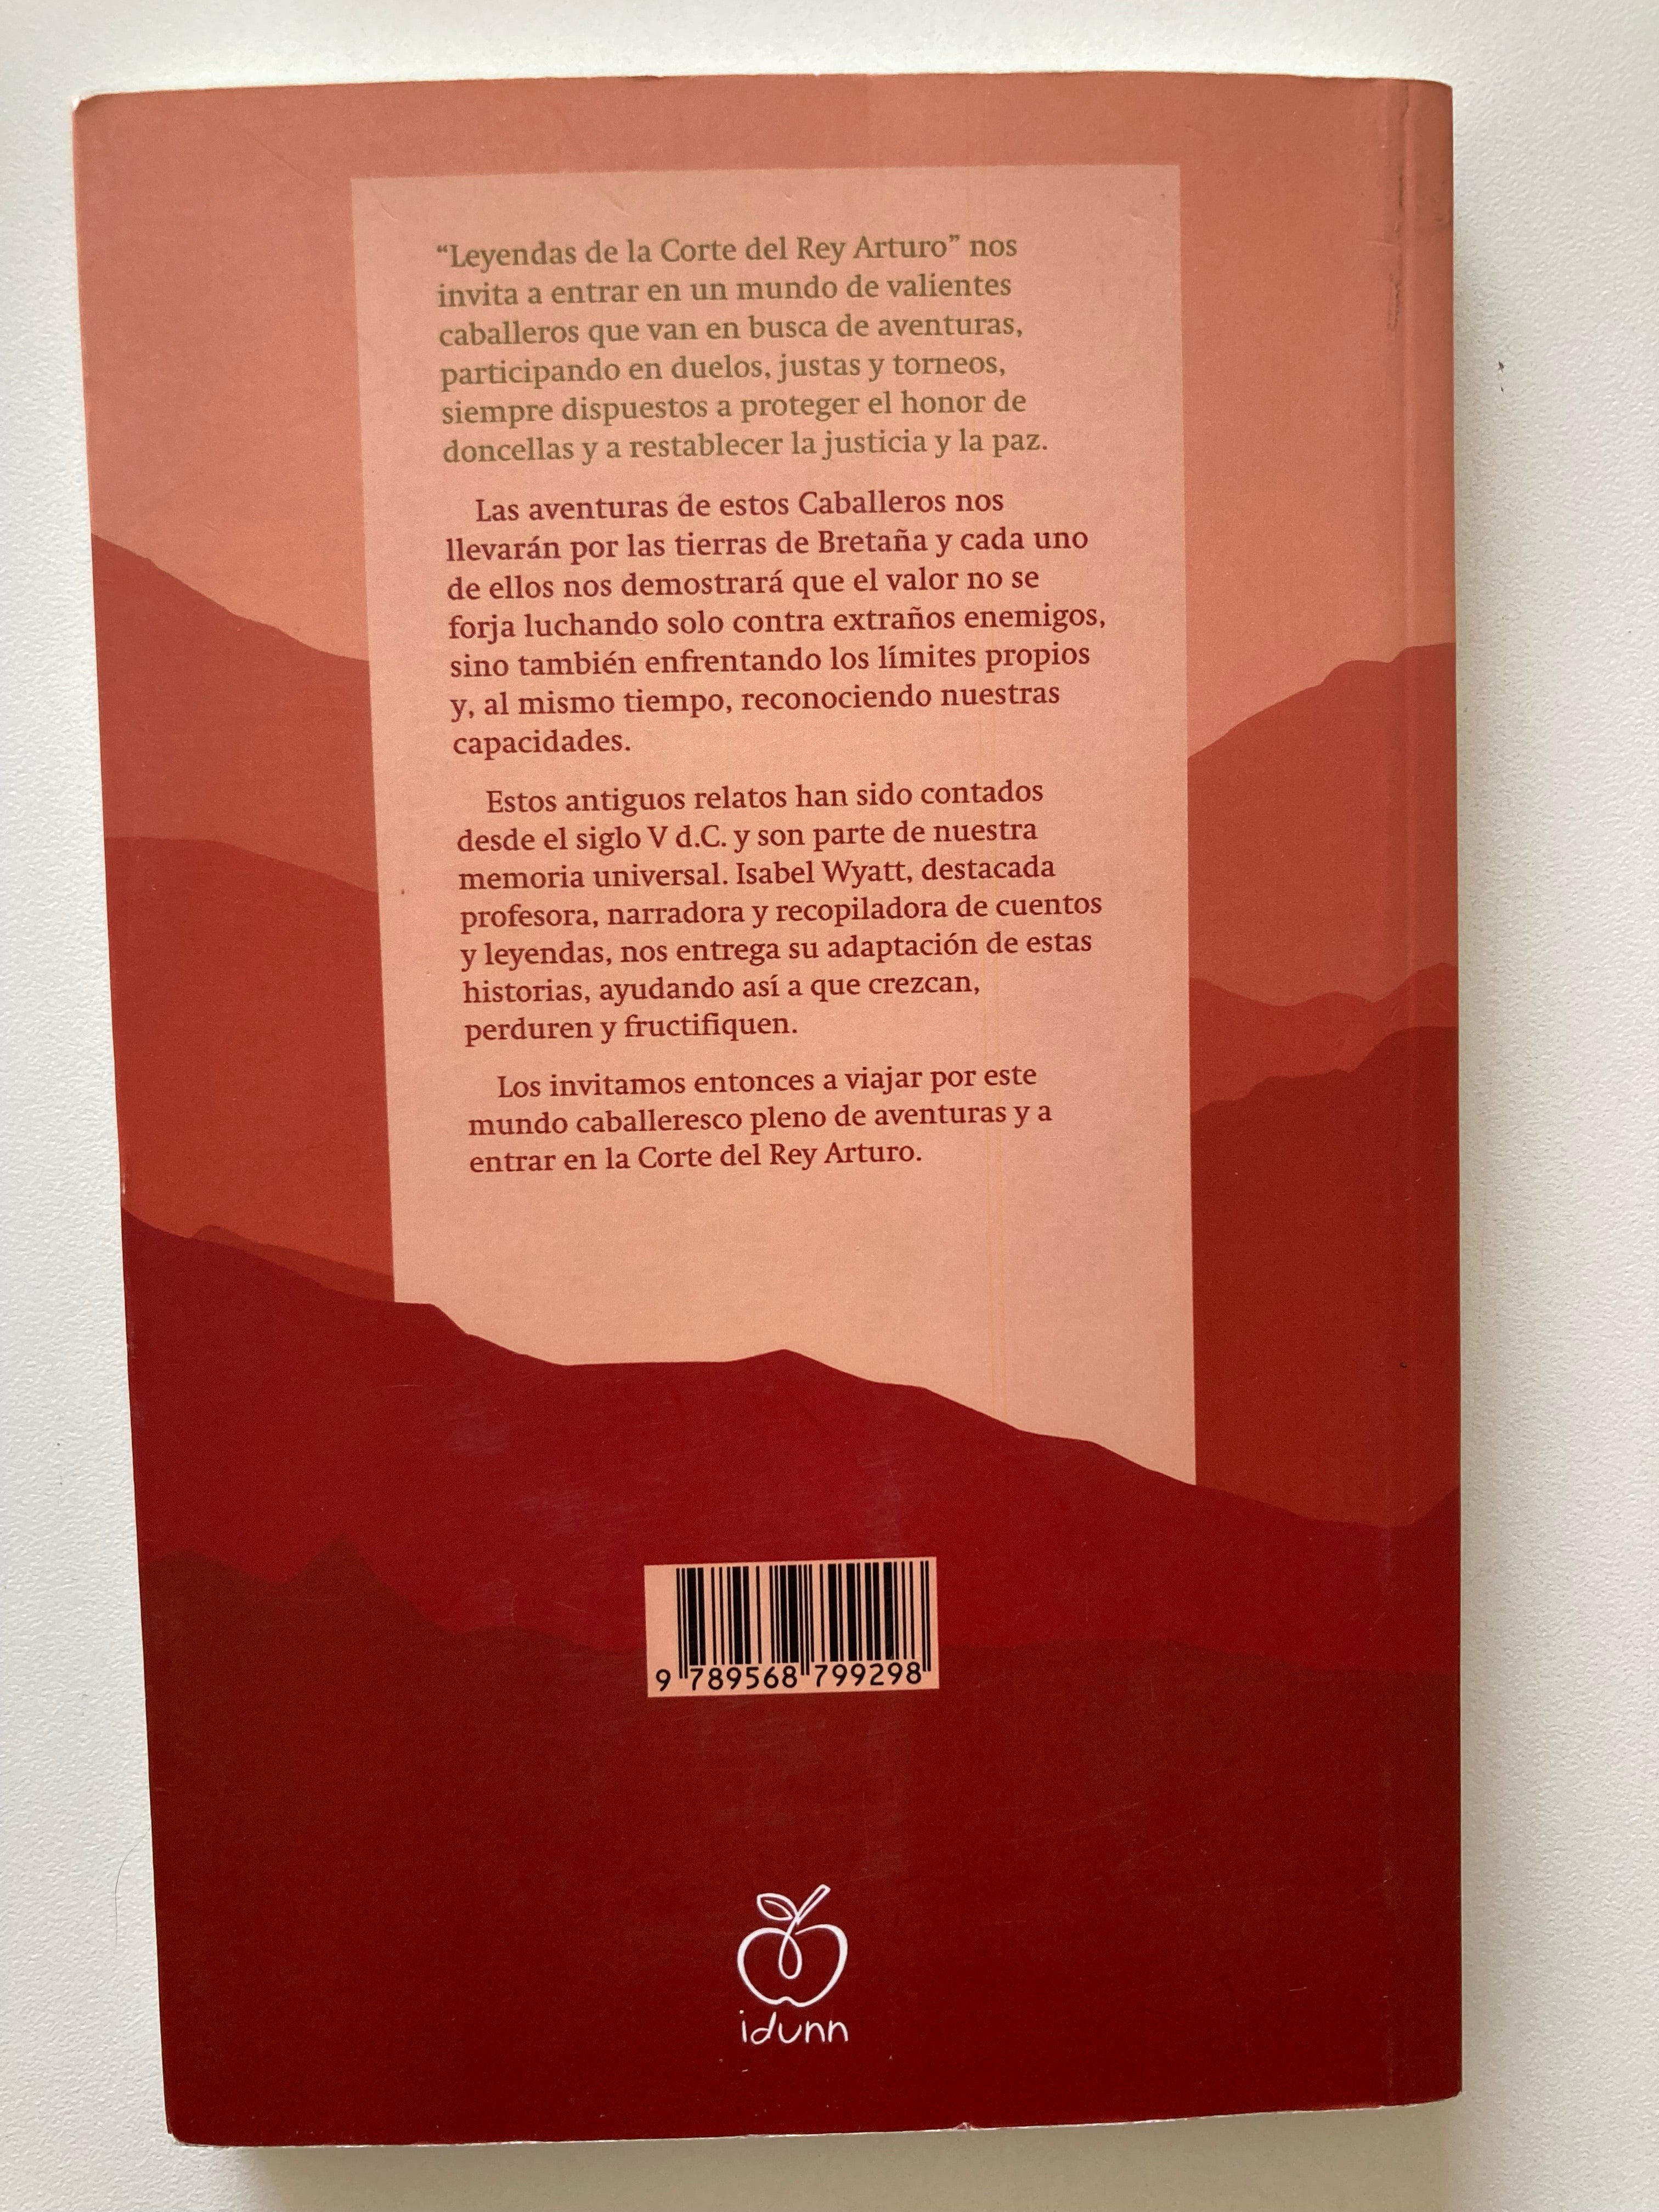 “Leyendas de la Corte del Rey Arturo” nos
invita a entrar en un mundo de valientes
caballeros que van en busca de aventuras,
participando en duelos, justas y torneos,
siempre dispuestos a proteger el honor de
doncellas y a restablecer la justicia y la paz.
Las aventuras de estos Caballeros nos
llevarán por las tierras de Bretaña y cada uno
de ellos nos demostrará que el valor no se
forja luchando solo contra extraños enemigos,
sino también enfrentando los límites propios
y, al mismo tiempo, reconociendo nuestras
capacidades.
Estos antiguos relatos han sido contados
desde el siglo V d.C. y son parte de nuestra
memoria universal. Isabel Wyatt, destacada
profesora, narradora y recopiladora de cuentos
y leyendas, nos entrega su adaptación de estas
historias, ayudando así a que crezcan,
perduren y fructifiquen.
Los invitamos entonces a viajar por este
mundo caballeresco pleno de aventuras y a
entrar en la Corte del Rey Arturo.
9 789568 799298
idunn